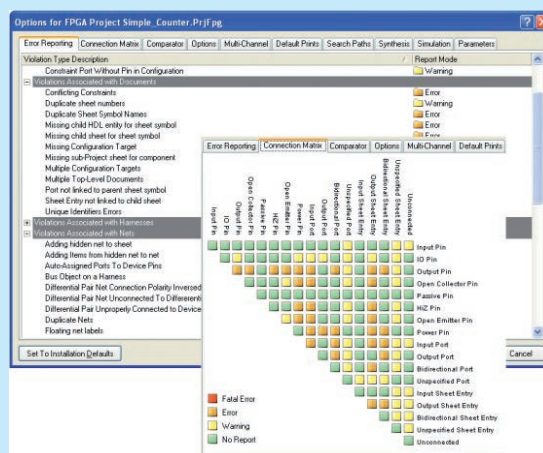 Options for FPGA Project Simple_Counter.PrjFpg
Error Reporting Connection Matrix Comparator Options Multi-Channel Default Prints Search Paths Synthesis Simulation Parameters
Violation Type Description Report Mode
Constraint Port Without Pin in Configuration Warning
Violations Associated with Documents
Conflicting Constraints Error
Duplicate sheet numbers Warning
Duplicate Sheet Symbol Names Error
Missing child HDL entity for symbol Error
Missing child sheet for symbol Error
Missing Configuration Target
Missing sub-Project sheet for component
Multiple Configuration Targets
Multiple Top-Level Documents
Port not linked to parent sheet symbol
Sheet Entry not linked to child sheet
Unique Identifiers Errors
Violations Associated with Harnesses
Violations Associated with Nets
Adding hidden net to sheet
Adding Items from hidden net to net
Auto-Assigned Ports To Device Pins
Bus Object on a Harness
Differential Pair Net Connection Polarity Inversed
Differential Pair Net Unconnected To Differential
Differential Pair Unproperly Connected to Device
Duplicate Nets
Floating net labels
Set To Installation Defaults
Cancel
Error Reporting Connection Matrix Comparator Options Multi-Channel Default Prints
Input Pin
IO Pin
Output Pin
Open Collector Pin
Passive Pin
HiZ Pin
Open Emitter Pin
Power Pin
Input Port
Output Port
Bidirectional Port
Unspecified Port
Input Sheet Entry
Output Sheet Entry
Bidirectional Sheet Entry
Unspecified Sheet Entry
Unconnected
Input Pin
IO Pin
Output Pin
Open Collector Pin
Passive Pin
HiZ Pin
Open Emitter Pin
Power Pin
Input Port
Output Port
Bidirectional Port
Unspecified Port
Input Sheet Entry
Output Sheet Entry
Bidirectional Sheet Entry
Unspecified Sheet Entry
Unconnected
Fatal Error
Error
Warning
No Report